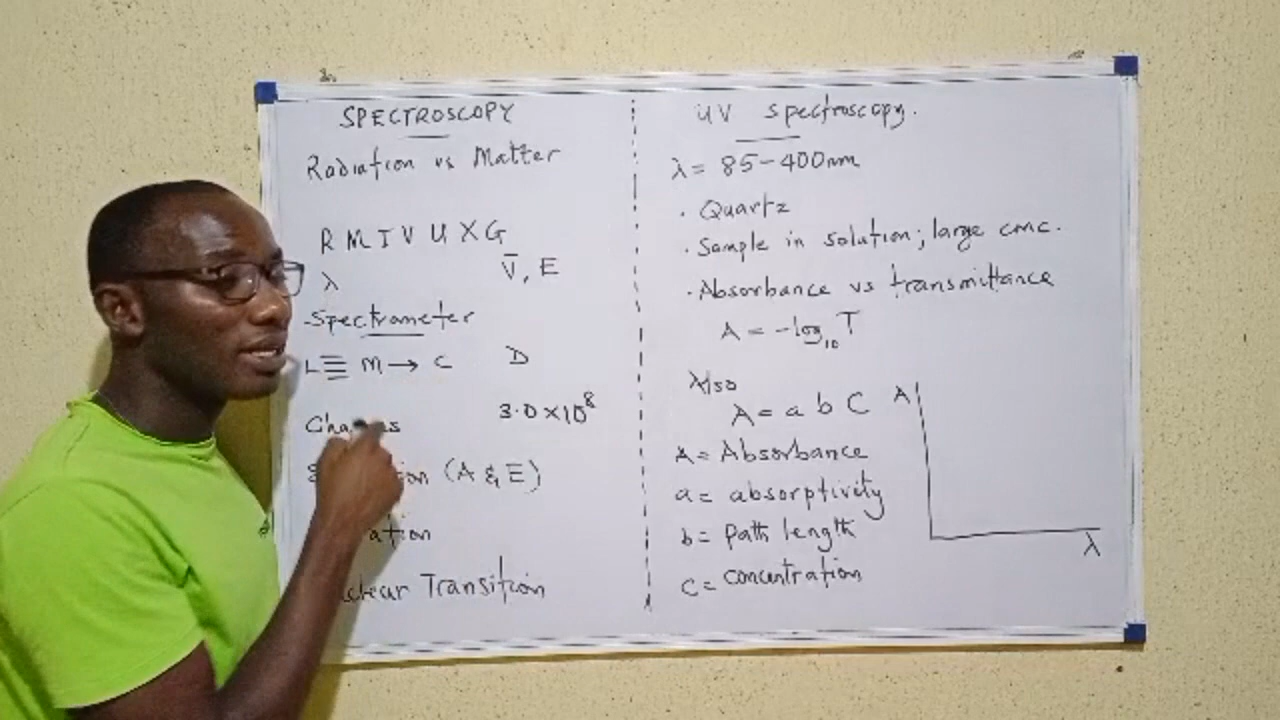 SPECTROSCOPY
Radiation vs Matter
R M I V U X G
λ
V̅, E
Spectrometer
L≡ M → C D
3.0 × 10⁸
(A & E)
Transition
UV spectroscopy.
λ = 85-400nm
· Quartz
· Sample in solution; large conc.
· Absorbance vs transmittance
A = -log₁₀ T
Also
A = a b C
A = Absorbance
a = absorptivity
b = Path length
C = concentration
A
λ